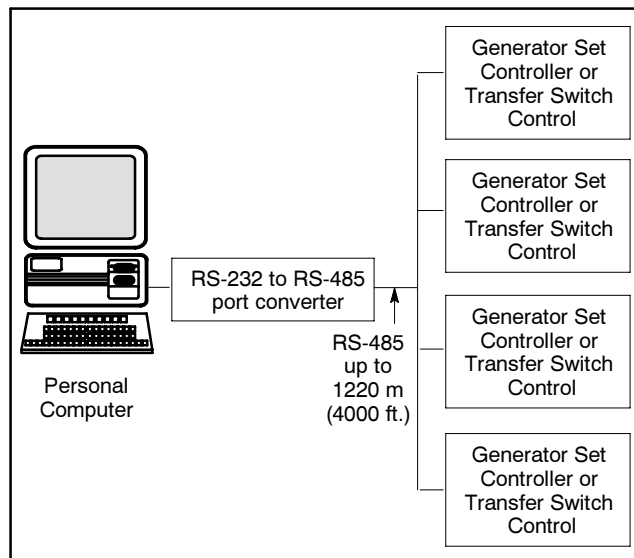 Generator Set
Controller or
Transfer Switch
Control
Generator Set
Controller or
Transfer Switch
Control
RS-232 to RS-485
port converter
RS-485
up to
1220 m
(4000 ft.)
Personal
Computer
Generator Set
Controller or
Transfer Switch
Control
Generator Set
Controller or
Transfer Switch
Control